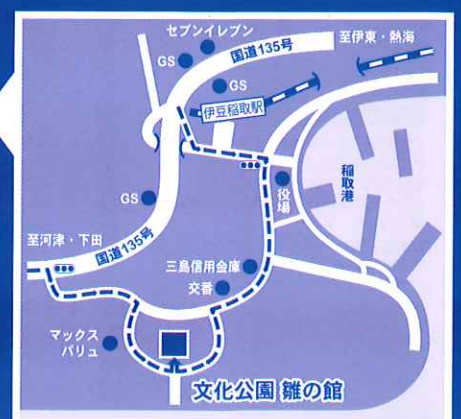 セブンイレブン
国道135号
至伊東・熱海
GS
GS
伊豆稲取駅
稲取港
役場
GS
至河津・下田
国道135号
三島信用金庫
交番
マックス
バリュ
文化公園 雛の館